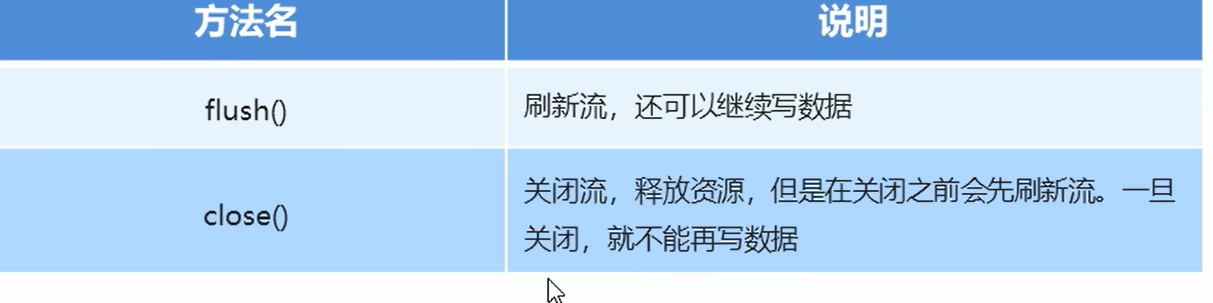 方法名
说明
flush()
刷新流，还可以继续写数据
close()
关闭流，释放资源，但是在关闭之前会先刷新流。一旦
关闭，就不能再写数据